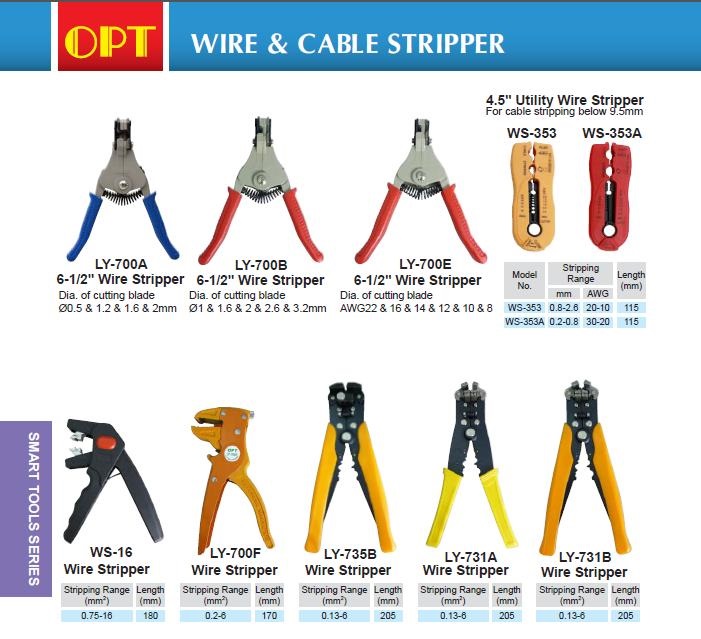 OPT
WIRE & CABLE STRIPPER
4.5" Utility Wire Stripper
For cable stripping below 9.5mm
WS-353 WS-353A
LY-700A
6-1/2" Wire Stripper
Dia. of cutting blade
Ø0.5 & 1.2 & 1.6 & 2mm
LY-700B
6-1/2" Wire Stripper
Dia. of cutting blade
Ø1 & 1.6 & 2 & 2.6 & 3.2mm
LY-700E
6-1/2" Wire Stripper
Dia. of cutting blade
AWG22 & 16 & 14 & 12 & 10 & 8
Model No. Stripping Range Length (mm)
mm AWG
WS-353 0.8-2.6 20-10 115
WS-353A 0.2-0.8 30-20 115
SMART TOOLS SERIES
OPT
WS-16
Wire Stripper
Stripping Range (mm²) Length (mm)
0.75-16 180
LY-700F
Wire Stripper
Stripping Range (mm²) Length (mm)
0.2-6 170
LY-735B
Wire Stripper
Stripping Range (mm²) Length (mm)
0.13-6 205
LY-731A
Wire Stripper
Stripping Range (mm²) Length (mm)
0.13-6 205
LY-731B
Wire Stripper
Stripping Range (mm²) Length (mm)
0.13-6 205